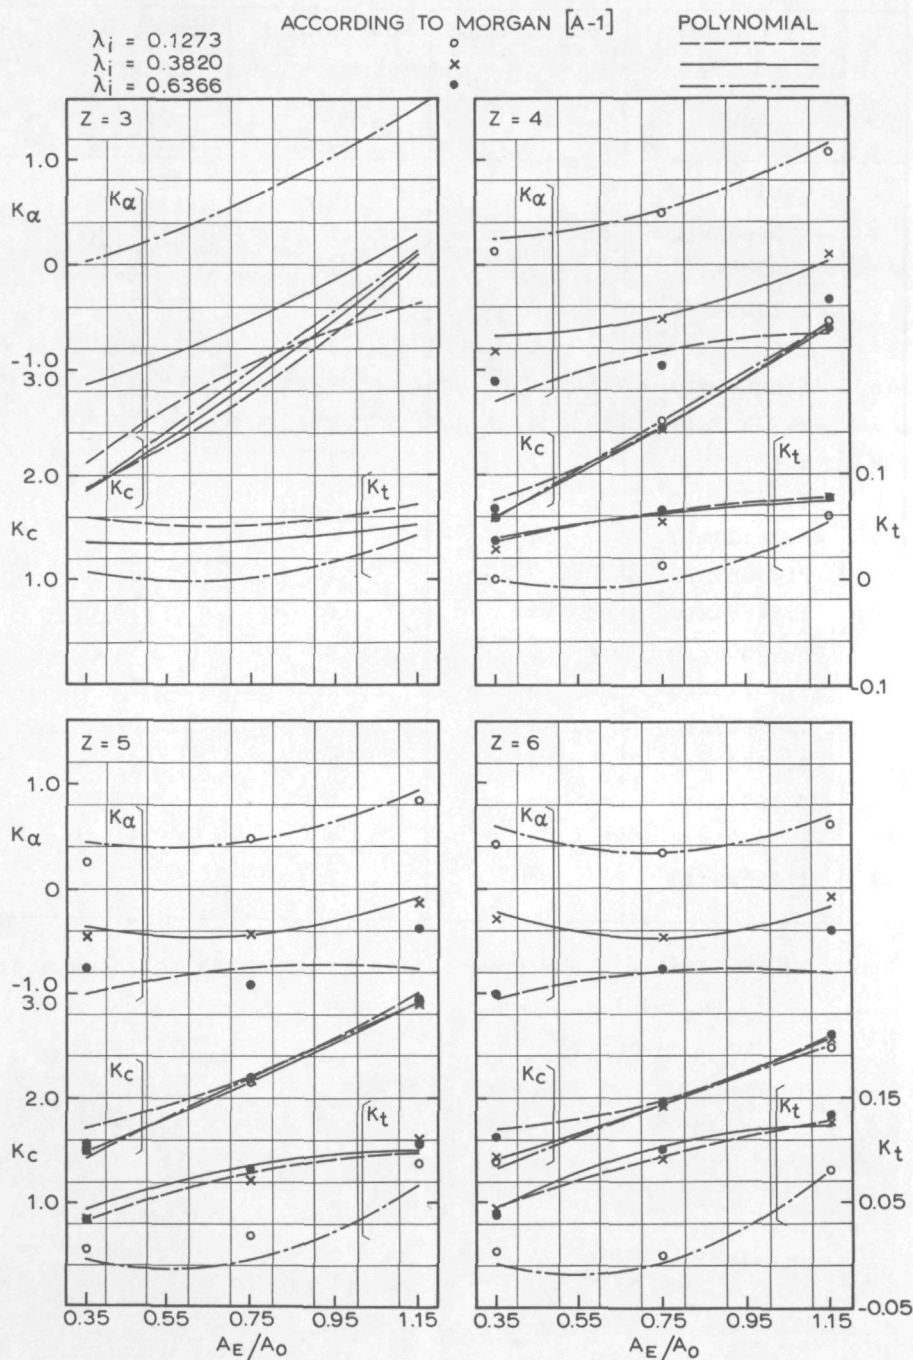 ACCORDING TO MORGAN [A-1] POLYNOMIAL
λi = 0.1273
λi = 0.3820
λi = 0.6366
Z = 3
1.0
Kα
0
-1.0
3.0
2.0
Kc
1.0
Kα
Kc
Kt
Z = 4
Kα
Kc
Kt
0.1
Kt
0
-0.1
Z = 5
1.0
Kα
0
-1.0
3.0
2.0
Kc
1.0
Kα
Kc
Kt
0.35 0.55 0.75 0.95 1.15
AE/AO
Z = 6
Kα
Kc
Kt
0.15
Kt
0.05
-0.05
0.35 0.55 0.75 0.95 1.15
AE/AO